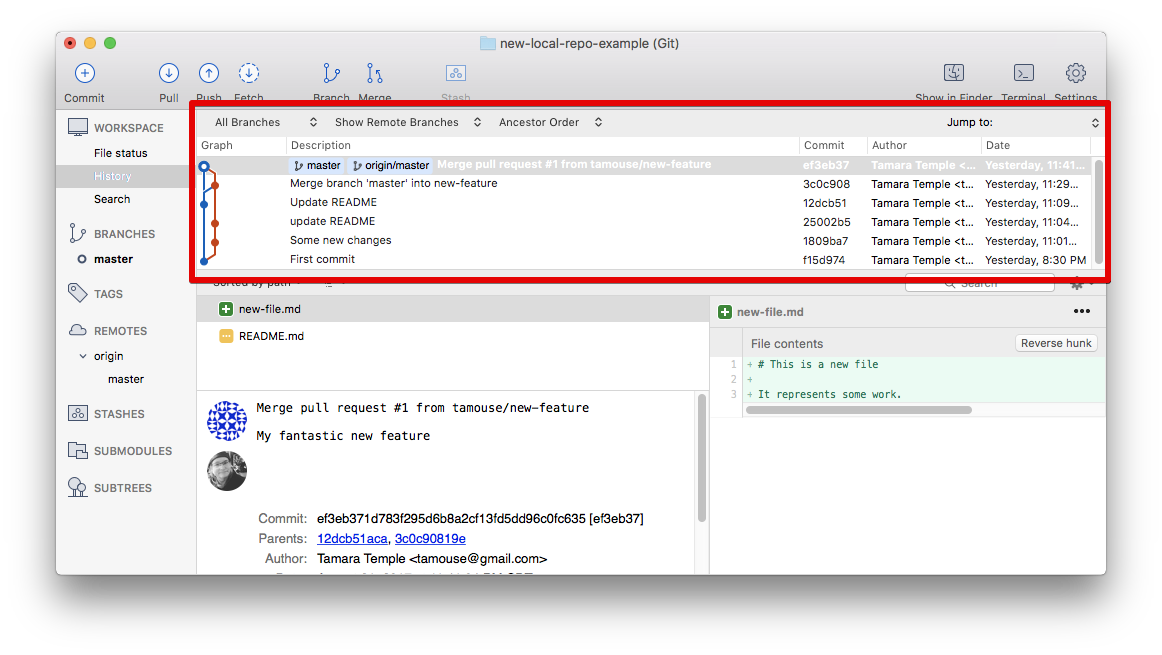 new-local-repo-example (Git)
Commit Pull Push Fetch Branch Merge Stash Show in Finder Terminal Settings
WORKSPACE
File status
History
Search
BRANCHES
master
TAGS
REMOTES
origin
master
STASHES
SUBMODULES
SUBTREES
All Branches Show Remote Branches Ancestor Order Jump to:
Graph Description Commit Author Date
master origin/master Merge pull request #1 from tamouse/new-feature ef3eb37 Tamara Temple <... Yesterday, 11:41...
Merge branch 'master' into new-feature 3c0c908 Tamara Temple <t... Yesterday, 11:29...
Update README 12dcb51 Tamara Temple <t... Yesterday, 11:09...
update README 25002b5 Tamara Temple <t... Yesterday, 11:04...
Some new changes 1809ba7 Tamara Temple <t... Yesterday, 11:01...
First commit f15d974 Tamara Temple <t... Yesterday, 8:30 PM
Sorted by path Search
new-file.md
README.md
Merge pull request #1 from tamouse/new-feature
My fantastic new feature
Commit: ef3eb371d783f295d6b8a2cf13fd5dd96c0fc635 [ef3eb37]
Parents: 12dcb51aca, 3c0c90819e
Author: Tamara Temple <tamouse@gmail.com>
new-file.md
File contents Reverse hunk
1 + # This is a new file
2 +
3 + It represents some work.